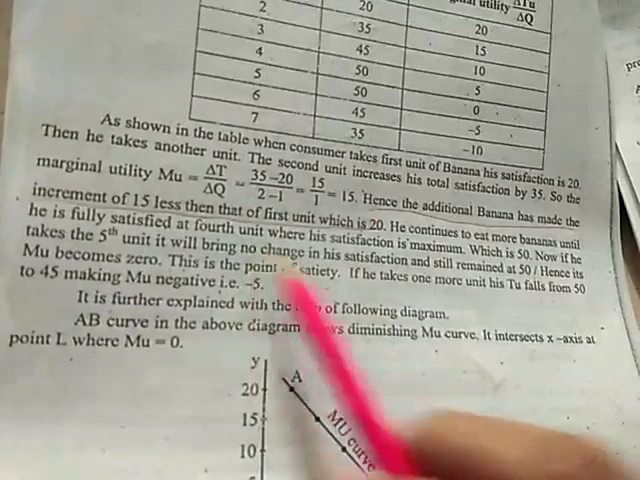 utility ΔTu
ΔQ
2 20
3 35 20
4 45 15
5 50 10
6 50 5
7 45 0
35 -5
-10
As shown in the table when consumer takes first unit of Banana his satisfaction is 20.
Then he takes another unit. The second unit increases his total satisfaction by 35. So the
marginal utility Mu = ΔT/ΔQ = 35-20/2-1 = 15/1 = 15. Hence the additional Banana has made the
increment of 15 less then that of first unit which is 20. He continues to eat more bananas until
he is fully satisfied at fourth unit where his satisfaction is maximum. Which is 50. Now if he
takes the 5th unit it will bring no change in his satisfaction and still remained at 50 / Hence its
Mu becomes zero. This is the point satiety. If he takes one more unit his Tu falls from 50
to 45 making Mu negative i.e. -5.
It is further explained with the of following diagram.
AB curve in the above diagram diminishing Mu curve. It intersects x -axis at
point L where Mu = 0.
y
A
20
15
10
MU curve